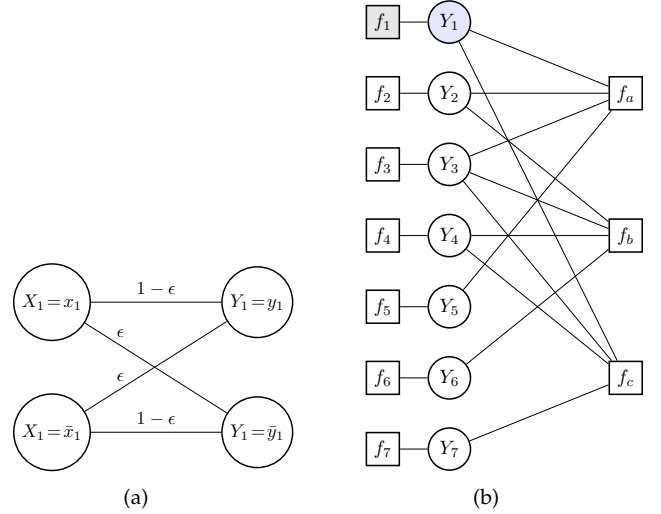 X₁=x₁
1 − ϵ
Y₁=y₁
ϵ
ϵ
X₁=x̄₁
1 − ϵ
Y₁=ȳ₁
(a)
f₁
Y₁
f₂
Y₂
fₐ
f₃
Y₃
f₄
Y₄
f_b
f₅
Y₅
f₆
Y₆
f_c
f₇
Y₇
(b)